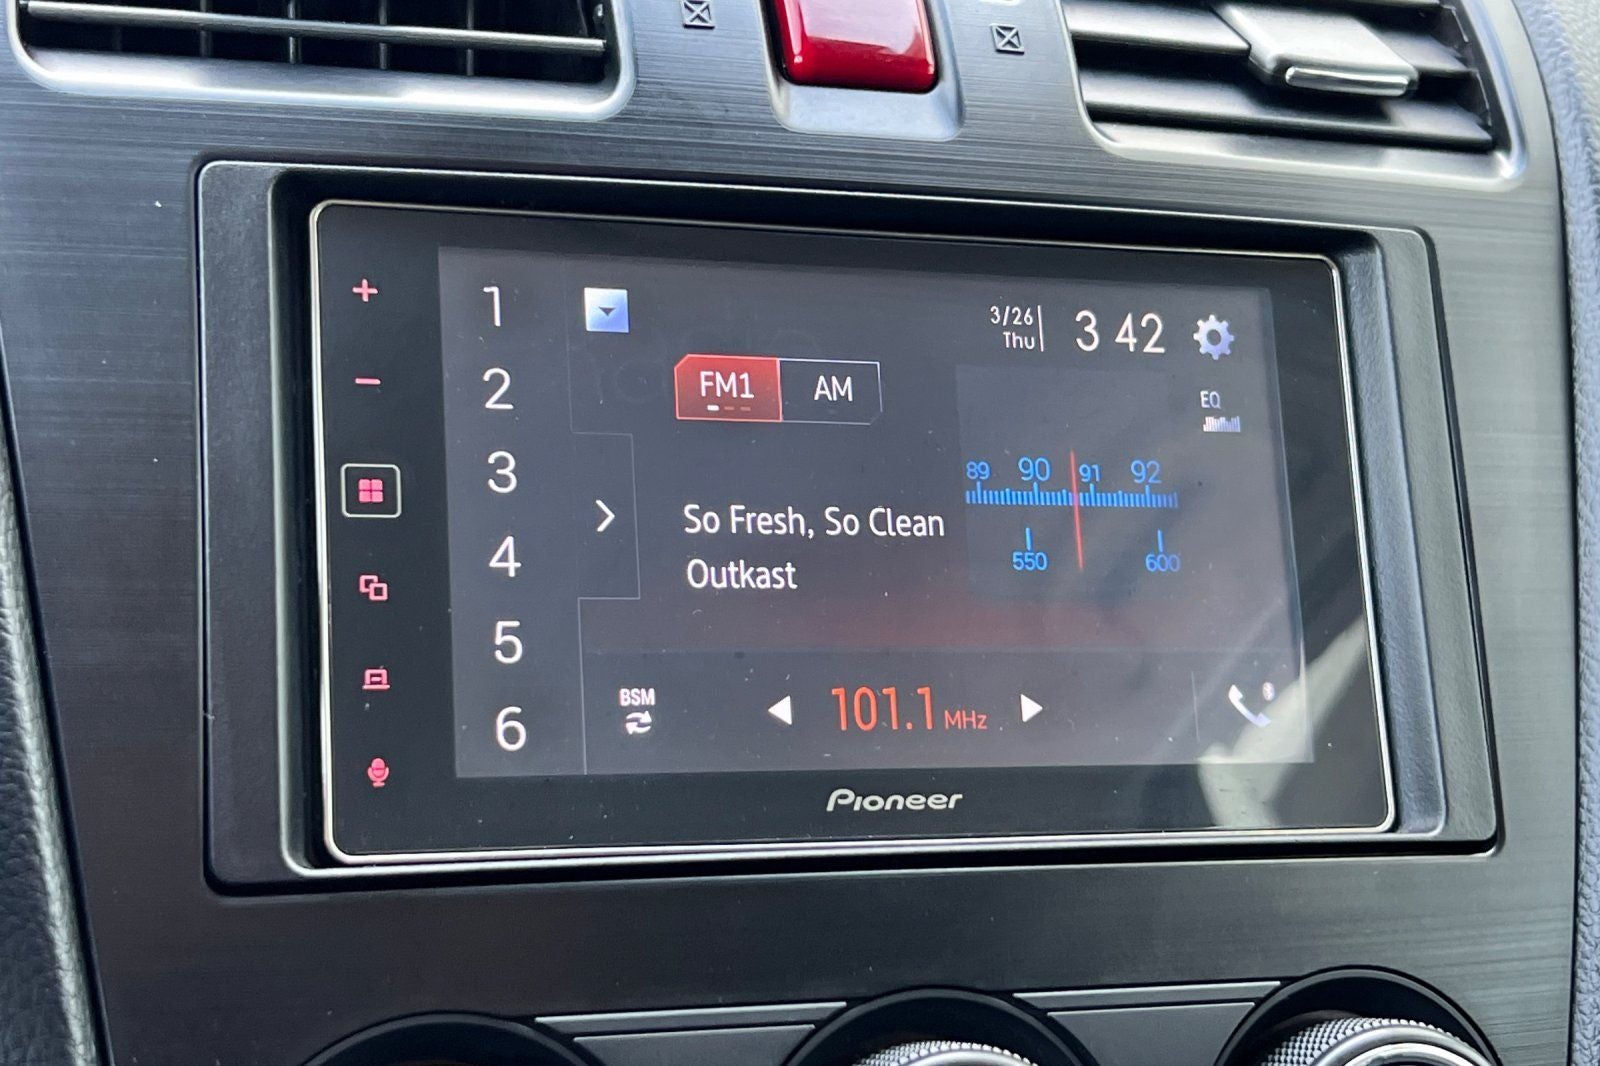 1
2
3
4
5
6
3/26
Thu
3 42
FM1
AM
EQ
89 90 91 92
550 600
So Fresh, So Clean
Outkast
BSM
101.1 MHz
Pioneer